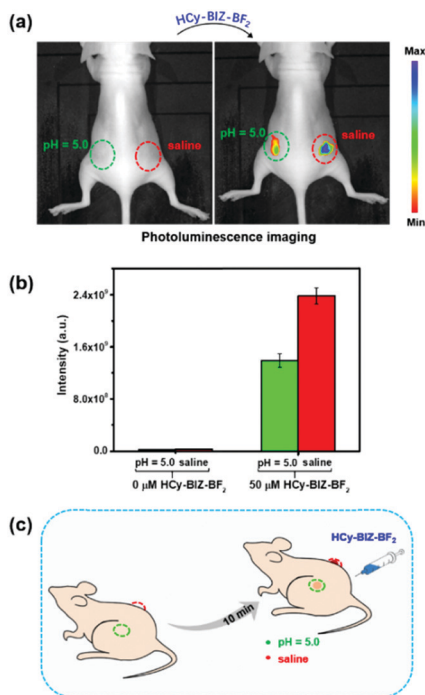 (a)
HCy-BIZ-BF₂
pH = 5.0
saline
pH = 5.0
saline
Max
Min
Photoluminescence imaging
(b)
Intensity (a.u.)
2.4x10⁹
1.6x10⁹
8.0x10⁸
0.0
pH = 5.0 saline
pH = 5.0 saline
0 μM HCy-BIZ-BF₂
50 μM HCy-BIZ-BF₂
(c)
HCy-BIZ-BF₂
10 min
pH = 5.0
saline